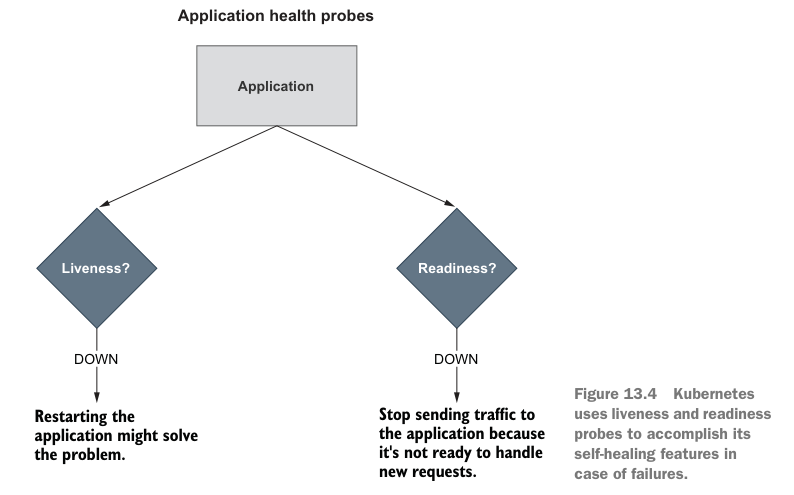 Application health probes
Application
Liveness?
Readiness?
DOWN
DOWN
Restarting the
application might solve
the problem.
Stop sending traffic to
the application because
it's not ready to handle
new requests.
Figure 13.4 Kubernetes
uses liveness and readiness
probes to accomplish its
self-healing features in
case of failures.